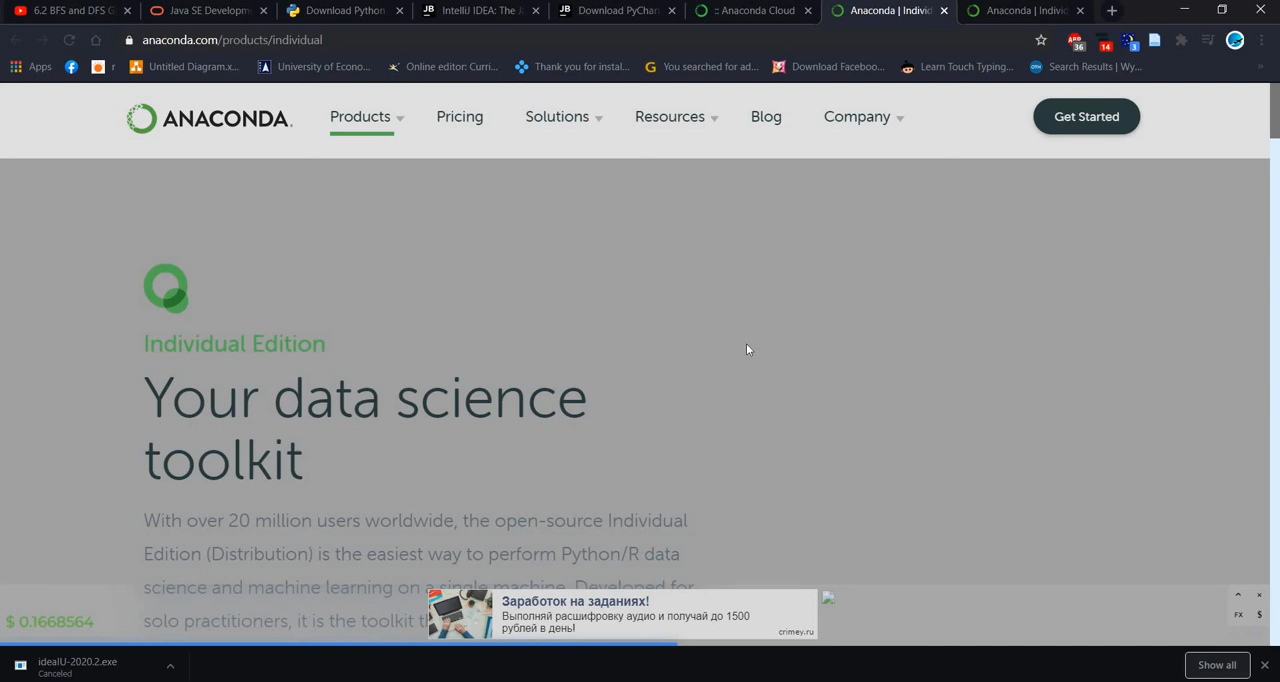 6.2 BFS and DFS G
Java SE Developm
Download Python
IntelliJ IDEA: The Ja
Download PyChar
:: Anaconda Cloud
Anaconda | Individ
Anaconda | Individ
anaconda.com/products/individual
36
14
3
Apps
r
Untitled Diagram.x...
University of Econo...
Online editor: Curri...
Thank you for instal...
You searched for ad...
Download Faceboo...
Learn Touch Typing...
Search Results | Wy...
ANACONDA.
Products
Pricing
Solutions
Resources
Blog
Company
Get Started
Individual Edition
Your data science
toolkit
With over 20 million users worldwide, the open-source Individual
Edition (Distribution) is the easiest way to perform Python/R data
science and machine learning on a single machine. Developed for
solo practitioners, it is the toolkit t
Заработок на заданиях!
Выполняй расшифровку аудио и получай до 1500
рублей в день!
crimey.ru
FX $
$ 0.1668564
ideaIU-2020.2.exe
Canceled
Show all